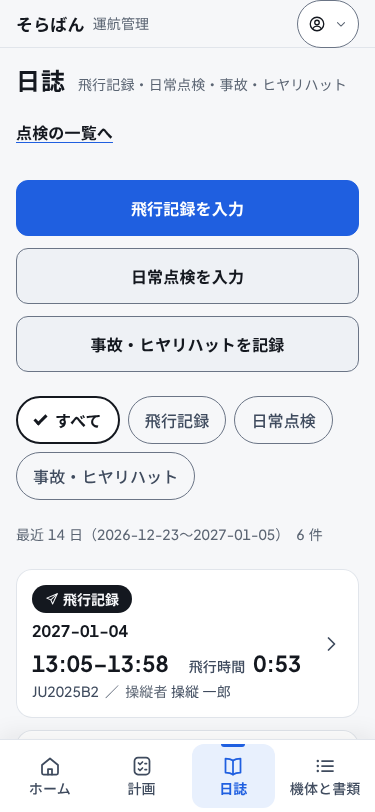 そらばん 運航管理
日誌 飛行記録・日常点検・事故・ヒヤリハット
点検の一覧へ
飛行記録を入力
日常点検を入力
事故・ヒヤリハットを記録
すべて 飛行記録 日常点検
事故・ヒヤリハット
最近 14 日（2026-12-23〜2027-01-05） 6 件
飛行記録
2027-01-04
13:05–13:58 飛行時間 0:53
JU2025B2 ／ 操縦者 操縦 一郎
ホーム 計画 日誌 機体と書類